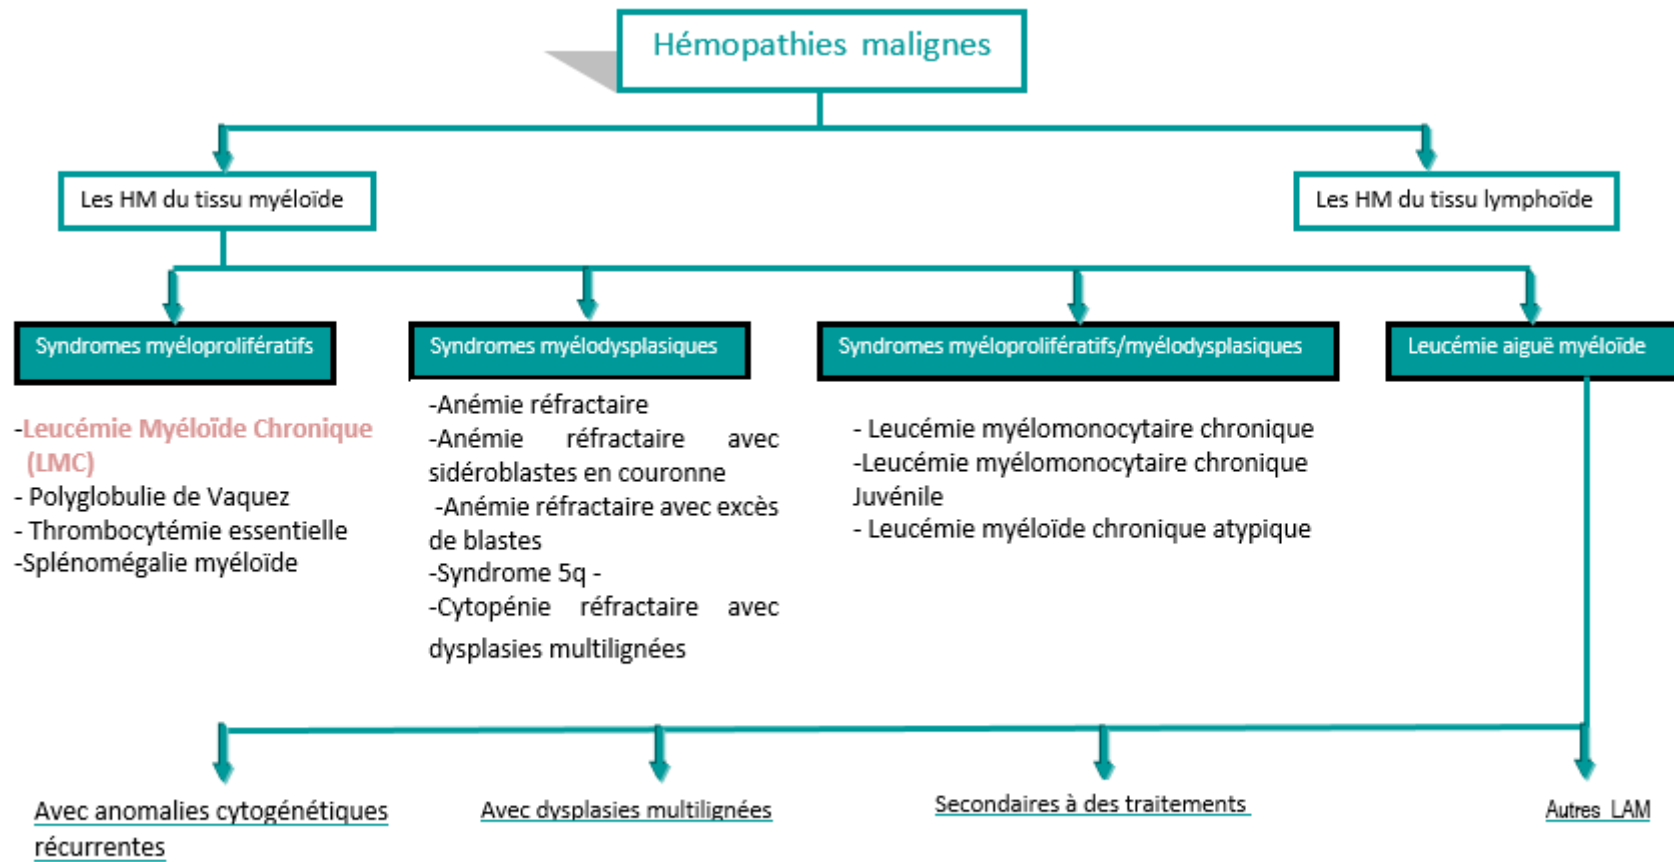 Hémopathies malignes
Les HM du tissu myéloïde
Les HM du tissu lymphoïde
Syndromes myéloprolifératifs
-Leucémie Myéloïde Chronique
(LMC)
- Polyglobulie de Vaquez
- Thrombocytémie essentielle
-Splénomégalie myéloïde
Syndromes myélodysplasiques
-Anémie réfractaire
-Anémie réfractaire avec
sidéroblastes en couronne
-Anémie réfractaire avec excès
de blastes
-Syndrome 5q -
-Cytopénie réfractaire avec
dysplasies multilignées
Syndromes myéloprolifératifs/myélodysplasiques
- Leucémie myélomonocytaire chronique
-Leucémie myélomonocytaire chronique
Juvénile
- Leucémie myéloïde chronique atypique
Leucémie aiguë myéloïde
Avec anomalies cytogénétiques
récurrentes
Avec dysplasies multilignées
Secondaires à des traitements
Autres LAM